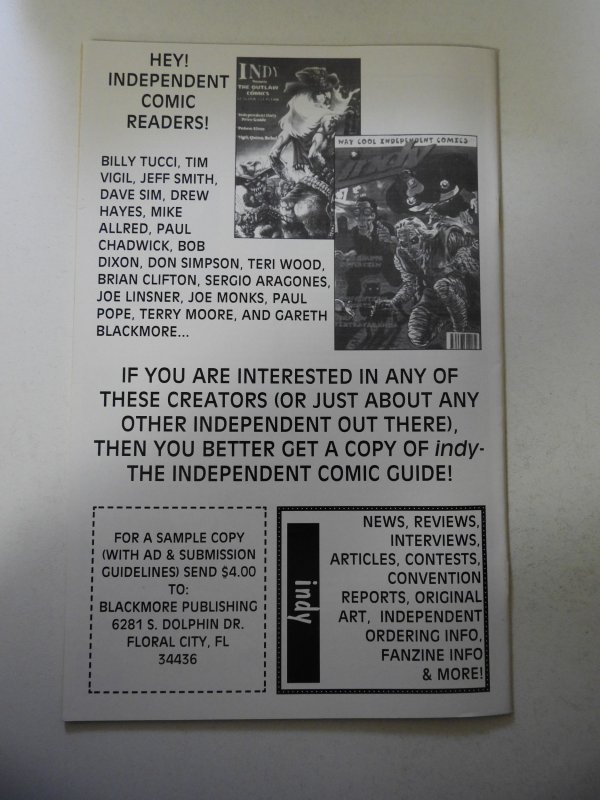 HEY!
INDEPENDENT
COMIC
READERS!
BILLY TUCCI, TIM
VIGIL, JEFF SMITH,
DAVE SIM, DREW
HAYES, MIKE
ALLRED, PAUL
CHADWICK, BOB
DIXON, DON SIMPSON, TERI WOOD,
BRIAN CLIFTON, SERGIO ARAGONES,
JOE LINSNER, JOE MONKS, PAUL
POPE, TERRY MOORE, AND GARETH
BLACKMORE...
INDY
THE OUTLAW
COMICS
Independent Comic
Price Guide
WAY COOL INDEPENDENT COMICS
IF YOU ARE INTERESTED IN ANY OF
THESE CREATORS (OR JUST ABOUT ANY
OTHER INDEPENDENT OUT THERE),
THEN YOU BETTER GET A COPY OF indy-
THE INDEPENDENT COMIC GUIDE!
FOR A SAMPLE COPY
(WITH AD & SUBMISSION
GUIDELINES) SEND $4.00
TO:
BLACKMORE PUBLISHING
6281 S. DOLPHIN DR.
FLORAL CITY, FL
34436
indy
NEWS, REVIEWS,
INTERVIEWS,
ARTICLES, CONTESTS,
CONVENTION
REPORTS, ORIGINAL
ART, INDEPENDENT
ORDERING INFO,
FANZINE INFO
& MORE!